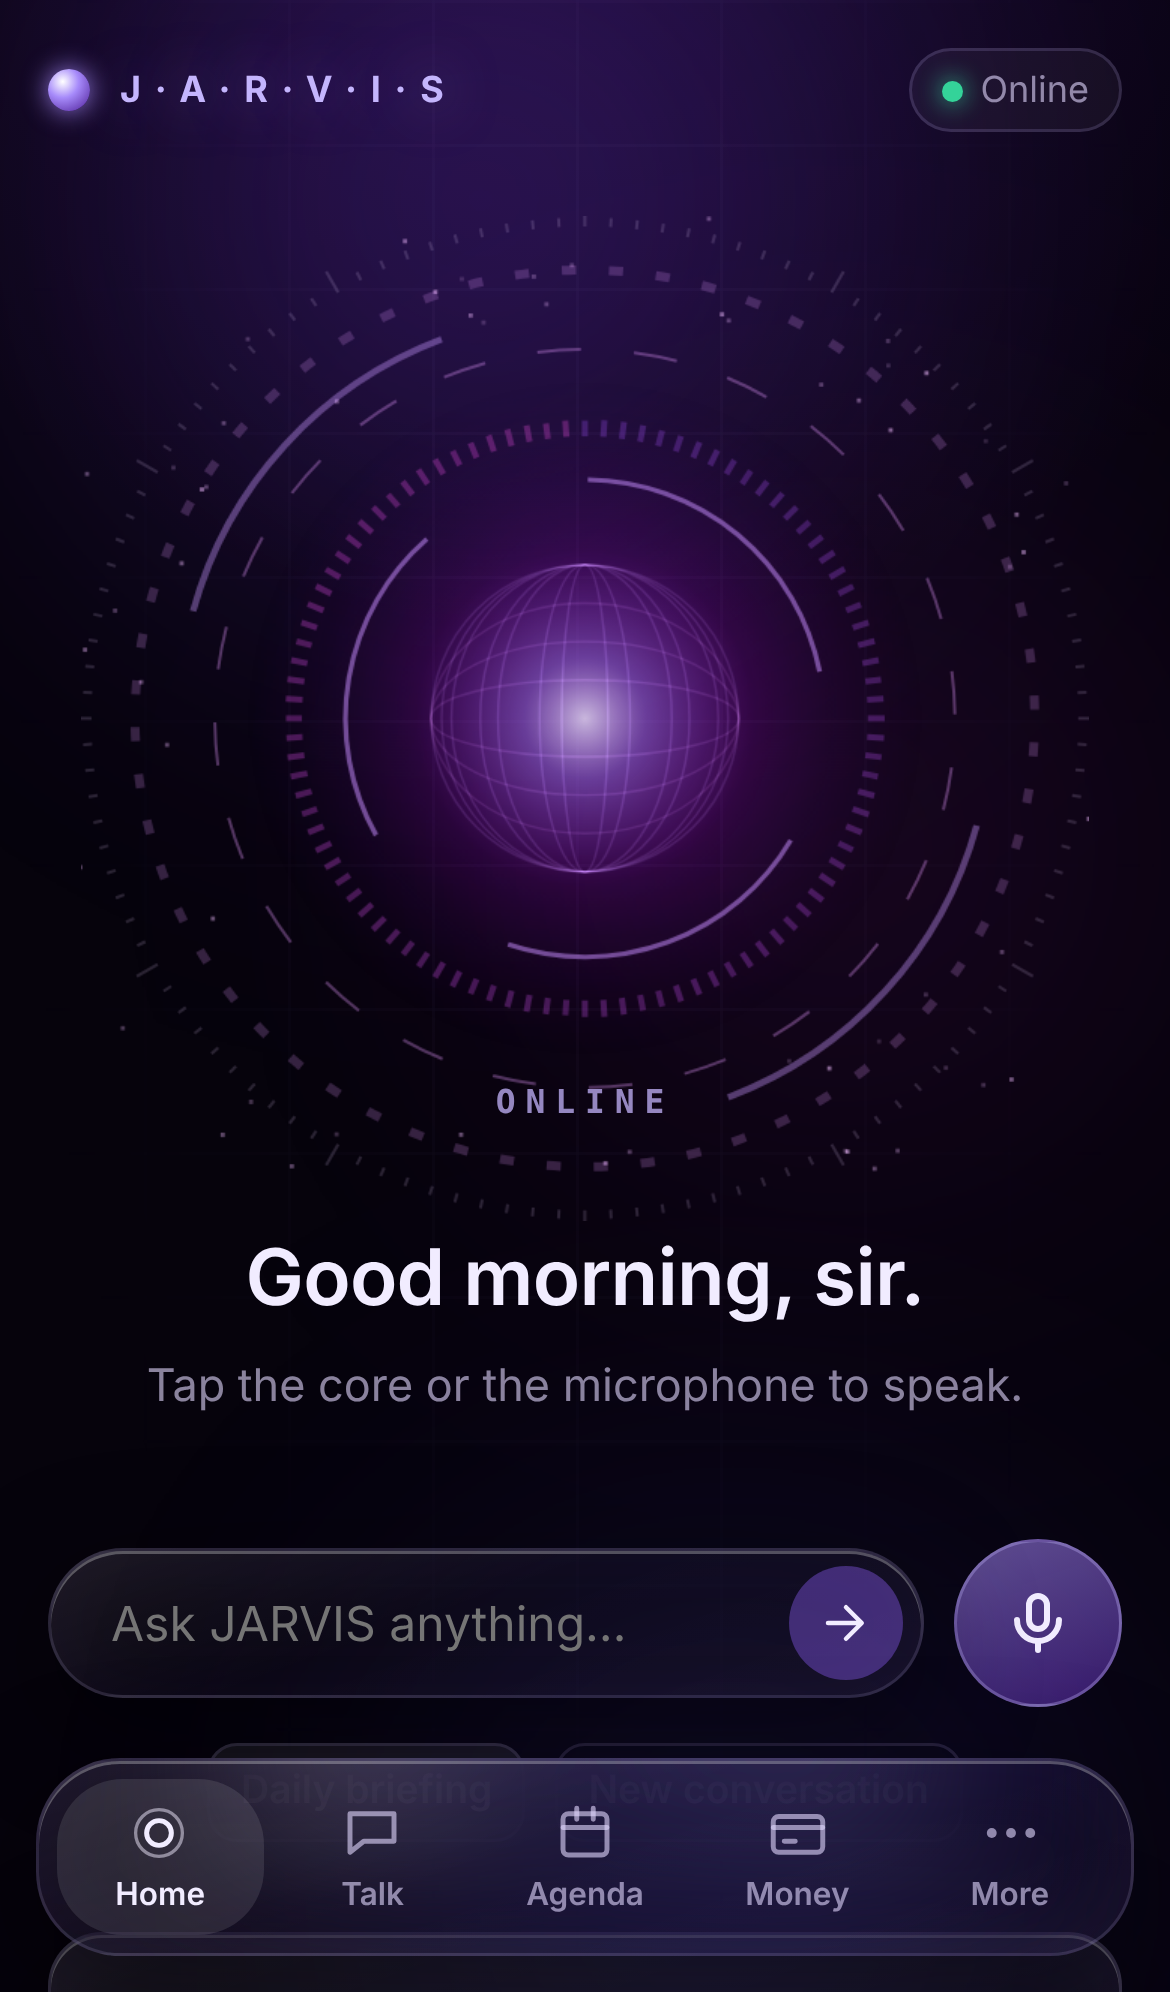 J·A·R·V·I·S
Online
ONLINE
Good morning, sir.
Tap the core or the microphone to speak.
Ask JARVIS anything...
Daily briefing
New conversation
Home
Talk
Agenda
Money
More